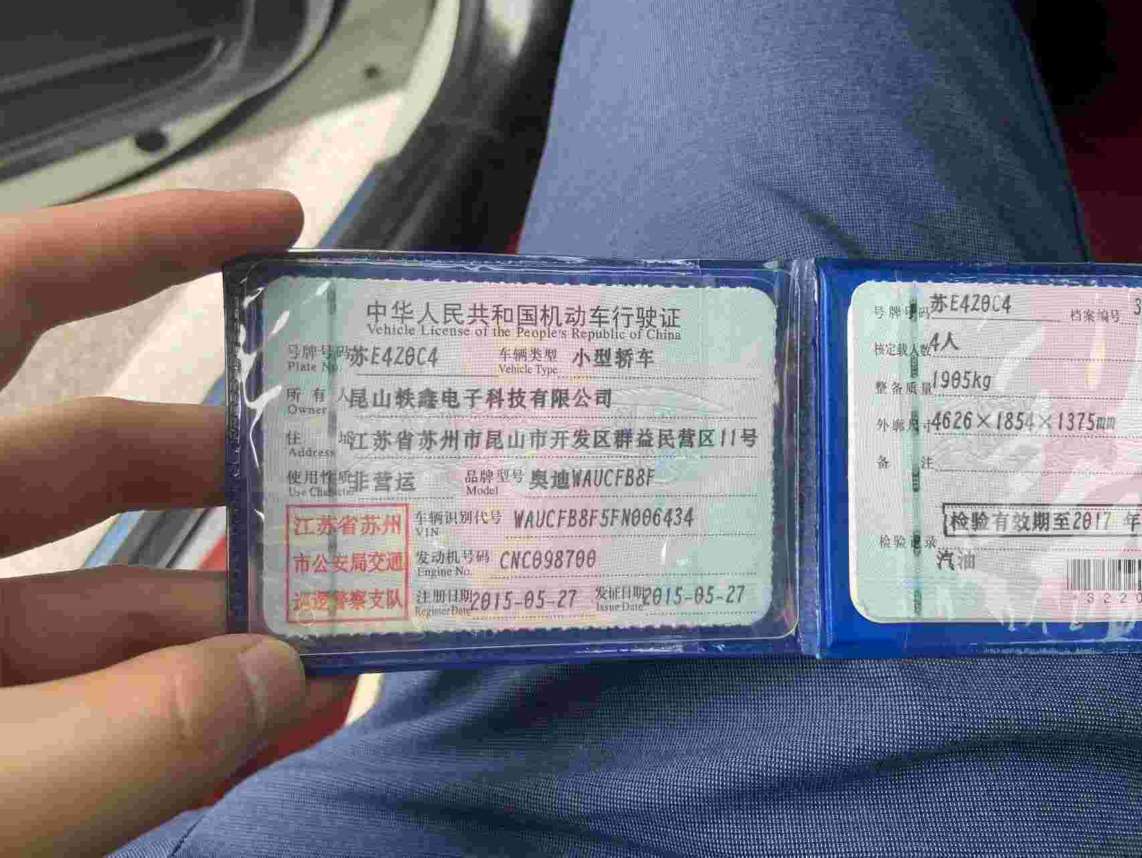 中华人民共和国机动车行驶证
Vehicle License of the People's Republic of China
号牌号码 苏E4Z0C4 车辆类型 小型轿车
Plate No. Vehicle Type
所有人 昆山轶鑫电子科技有限公司
Owner
住 江苏省苏州市昆山市开发区群益民营区11号
Address
使用性质 非营运 品牌型号 奥迪WAUCFB8F
Use Character Model
江苏省苏州
市公安局交通
巡逻警察支队
车辆识别代号 WAUCFB8F5FN006434
VIN
发动机号码 CNC098700
Engine No.
注册日期 2015-05-27 发证日期 2015-05-27
Register Date Issue Date
号牌号码 苏E4Z0C4 档案编号 3
核定载人数 4人
整备质量 1905kg
外廓尺寸 4626×1854×1375mm
备注
检验有效期至2017 年
检验记录
汽油